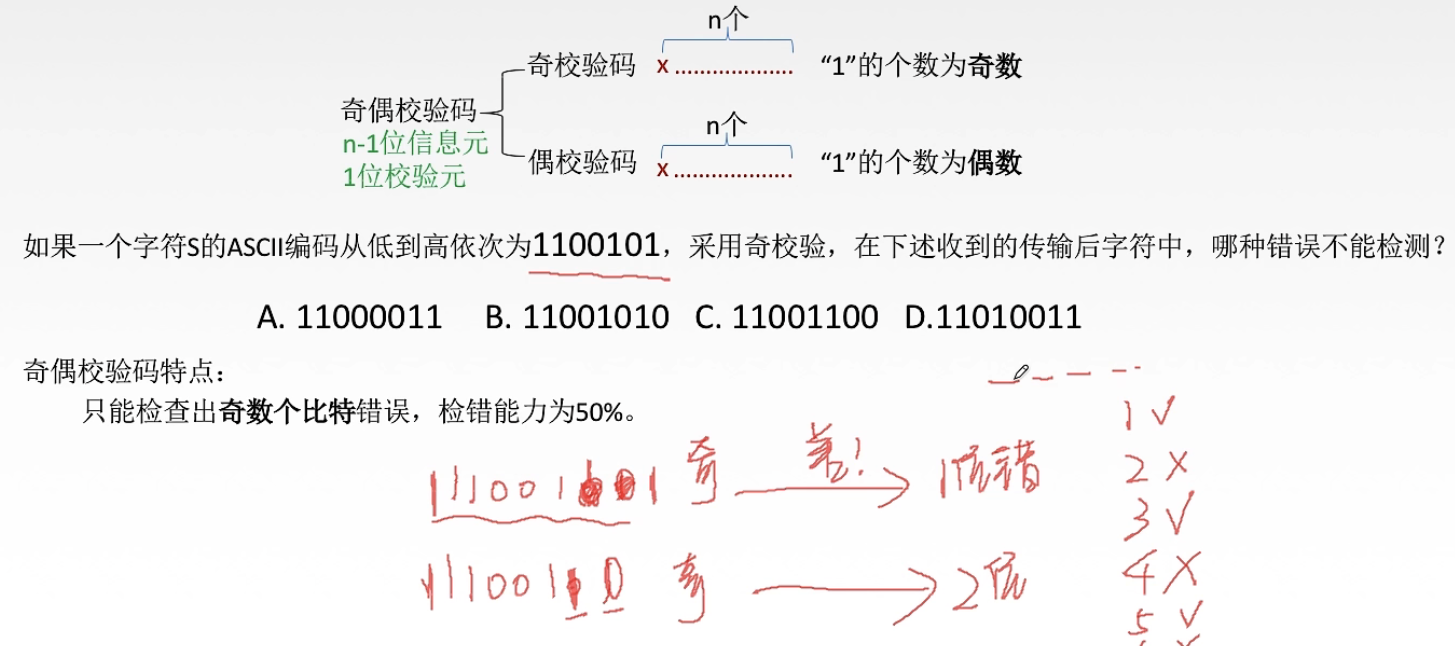 n个
奇校验码 x ................... “1”的个数为奇数
奇偶校验码
n个
n-1位信息元
偶校验码 x ................... “1”的个数为偶数
1位校验元
如果一个字符S的ASCII编码从低到高依次为1100101，采用奇校验，在下述收到的传输后字符中，哪种错误不能检测？
A. 11000011 B. 11001010 C. 11001100 D.11010011
奇偶校验码特点：
只能检查出奇数个比特错误，检错能力为50%。
1 √
奇 1位错
2 X
3 √
奇 2位
4 X
5 √